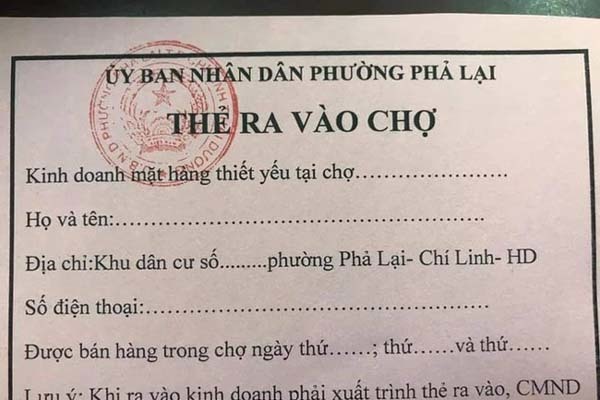 ỦY BAN NHÂN DÂN PHƯỜNG PHẢ LẠI
THẺ RA VÀO CHỢ
Kinh doanh mặt hàng thiết yếu tại chợ.......................
Họ và tên:.......................................................
Địa chỉ:Khu dân cư số.........phường Phả Lại- Chí Linh- HD
Số điện thoại:...................................................
Được bán hàng trong chợ ngày thứ……; thứ……và thứ……
Lưu ý: Khi ra vào kinh doanh phải xuất trình thẻ ra vào, CMND